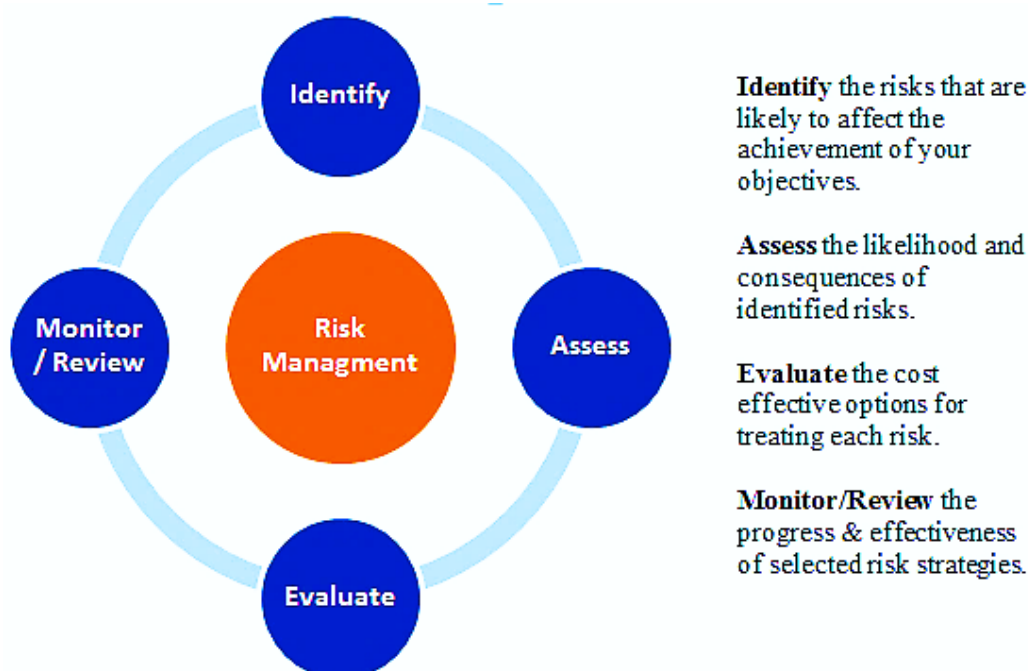 Identify
Monitor
/ Review
Risk
Managment
Assess
Evaluate
Identify the risks that are
likely to affect the
achievement of your
objectives.
Assess the likelihood and
consequences of
identified risks.
Evaluate the cost
effective options for
treating each risk.
Monitor/Review the
progress & effectiveness
of selected risk strategies.